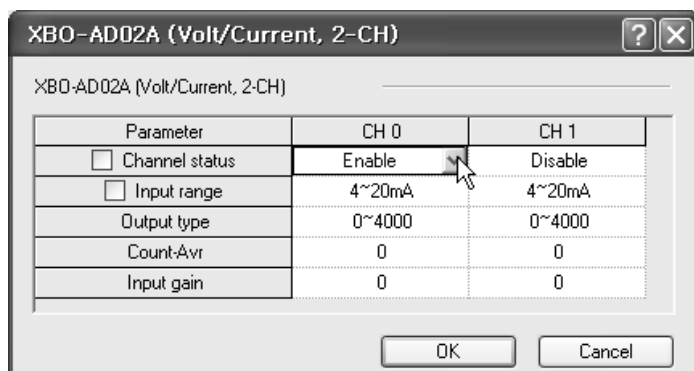 XBO-AD02A (Volt/Current, 2-CH)
XBO-AD02A (Volt/Current, 2-CH)
Parameter CH 0 CH 1
Channel status Enable Disable
Input range 4~20mA 4~20mA
Output type 0~4000 0~4000
Count-Avr 0 0
Input gain 0 0
OK Cancel